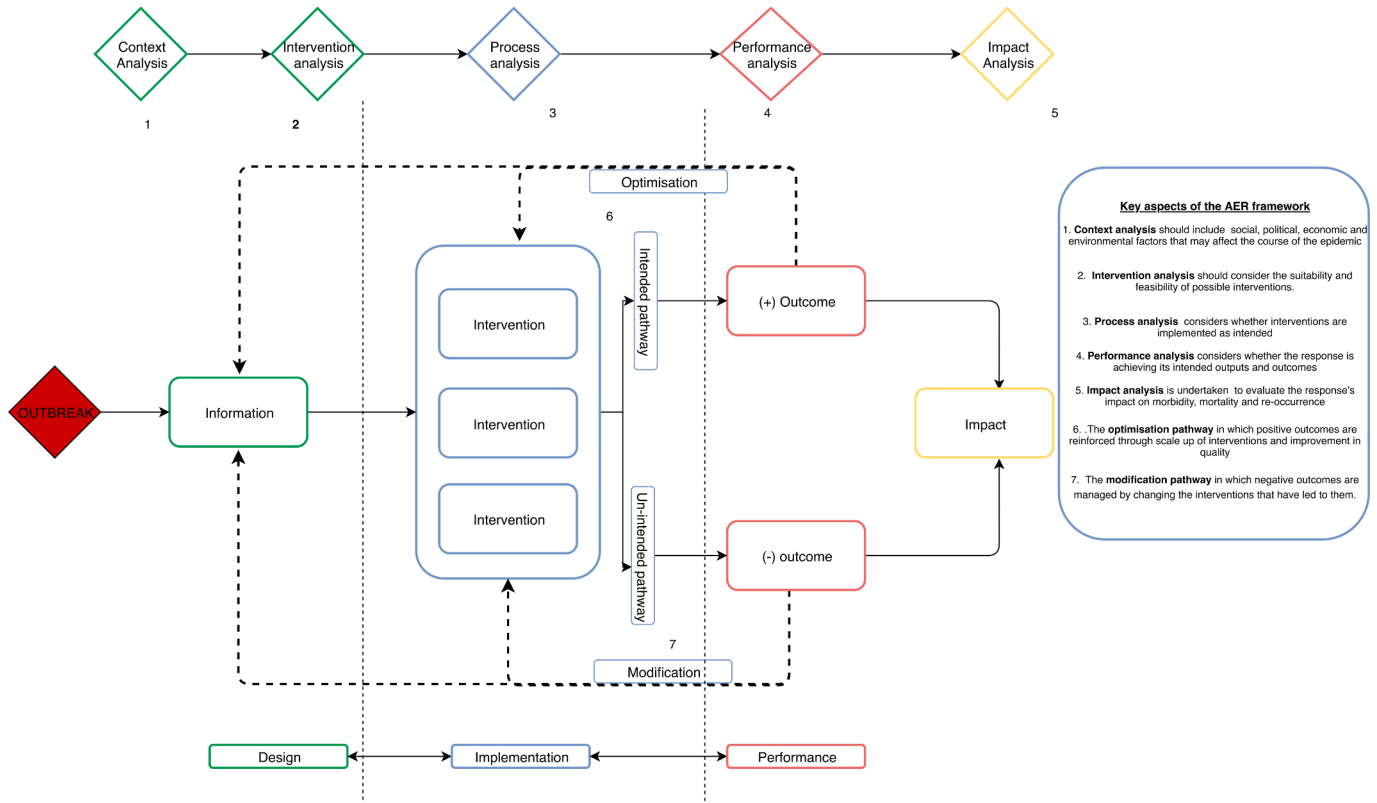 Context
Analysis
Intervention
analysis
Process
analysis
Performance
analysis
Impact
Analysis
1
2
3
4
5
Optimisation
6
Intended pathway
(+) Outcome
Intervention
OUTBREAK
Information
Intervention
Impact
Intervention
Un-intended pathway
(-) outcome
7
Modification
Design
Implementation
Performance
Key aspects of the AER framework
1. Context analysis should include social, political, economic and
environmental factors that may affect the course of the epidemic
2. Intervention analysis should consider the suitability and
feasibility of possible interventions.
3. Process analysis considers whether interventions are
implemented as intended
4. Performance analysis considers whether the response is
achieving its intended outputs and outcomes
5. Impact analysis is undertaken to evaluate the response's
impact on morbidity, mortality and re-occurrence
6. .The optimisation pathway in which positive outcomes are
reinforced through scale up of interventions and improvement in
quality
7. The modification pathway in which negative outcomes are
managed by changing the interventions that have led to them.